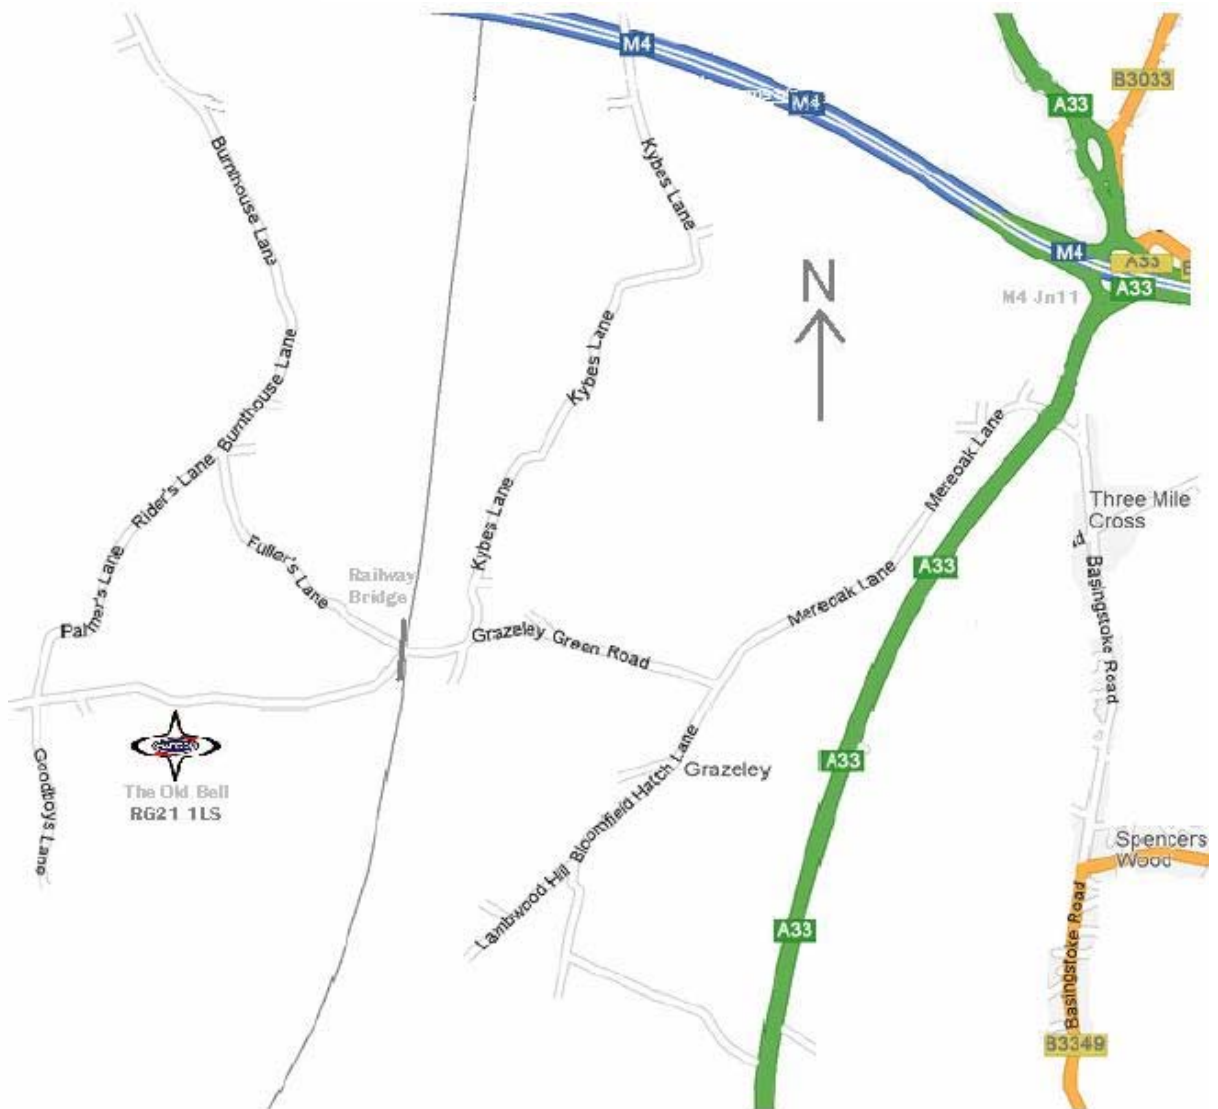 M4
B3033
A33
M4
Burnthouse Lane
Kybes Lane
N
M4
A33
A33
M4 Jn11
Burnthouse Lane
Kybes Lane
Mereoak Lane
Rider's Lane
Kybes Lane
Three Mile
Cross
Fuller's Lane
A33
Palmer's Lane
Railway
Bridge
Mereoak Lane
Basingstoke Road
Grazeley Green Road
Goodboys Lane
The Old Bell
RG21 1LS
Bloomfield Hatch Lane
Grazeley
A33
Spencers
Wood
Lambwood Hill
A33
Basingstoke Road
B3349